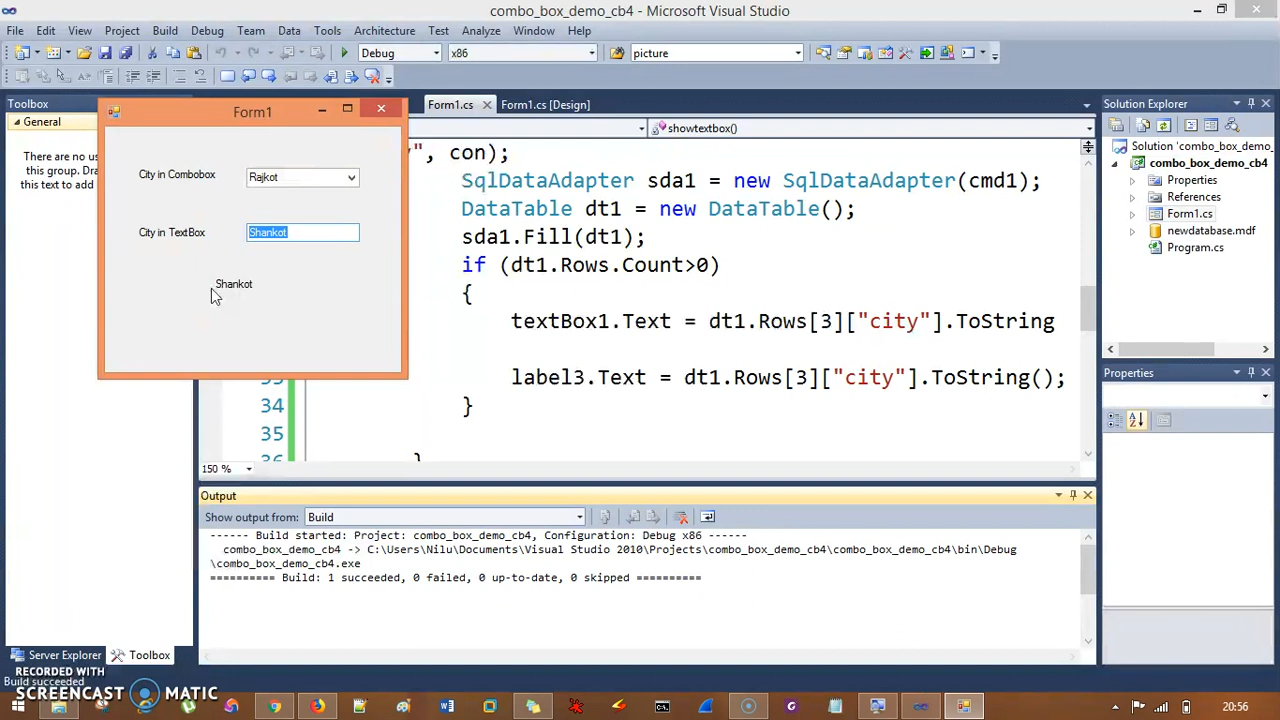 combo_box_demo_cb4 - Microsoft Visual Studio
File Edit View Project Build Debug Team Data Tools Architecture Test Analyze Window Help
Debug x86 picture
Toolbox
General
There are no us
this group. Drag
this text to add
Form1
City in Combobox Rajkot
City in TextBox Shankot
Shankot
Form1.cs Form1.cs [Design]
showtextbox()
", con);
SqlDataAdapter sda1 = new SqlDataAdapter(cmd1);
DataTable dt1 = new DataTable();
sda1.Fill(dt1);
if (dt1.Rows.Count>0)
{
textBox1.Text = dt1.Rows[3]["city"].ToString
label3.Text = dt1.Rows[3]["city"].ToString();
34 }
35
36 }
150 %
Solution Explorer
Solution 'combo_box_demo_
combo_box_demo_cb4
Properties
References
Form1.cs
newdatabase.mdf
Program.cs
Properties
Output
Show output from: Build
------ Build started: Project: combo_box_demo_cb4, Configuration: Debug x86 ------
combo_box_demo_cb4 -> C:\Users\Nilu\Documents\Visual Studio 2010\Projects\combo_box_demo_cb4\combo_box_demo_cb4\bin\Debug
\combo_box_demo_cb4.exe
========== Build: 1 succeeded, 0 failed, 0 up-to-date, 0 skipped ==========
Server Explorer Toolbox
RECORDED WITH
Build succeeded
SCREENCAST MATIC
20:56